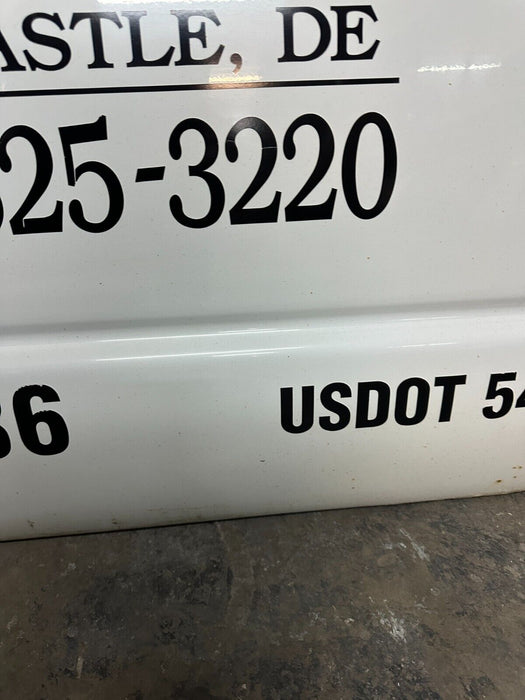 ASTLE, DE
325-3220
36
USDOT 54